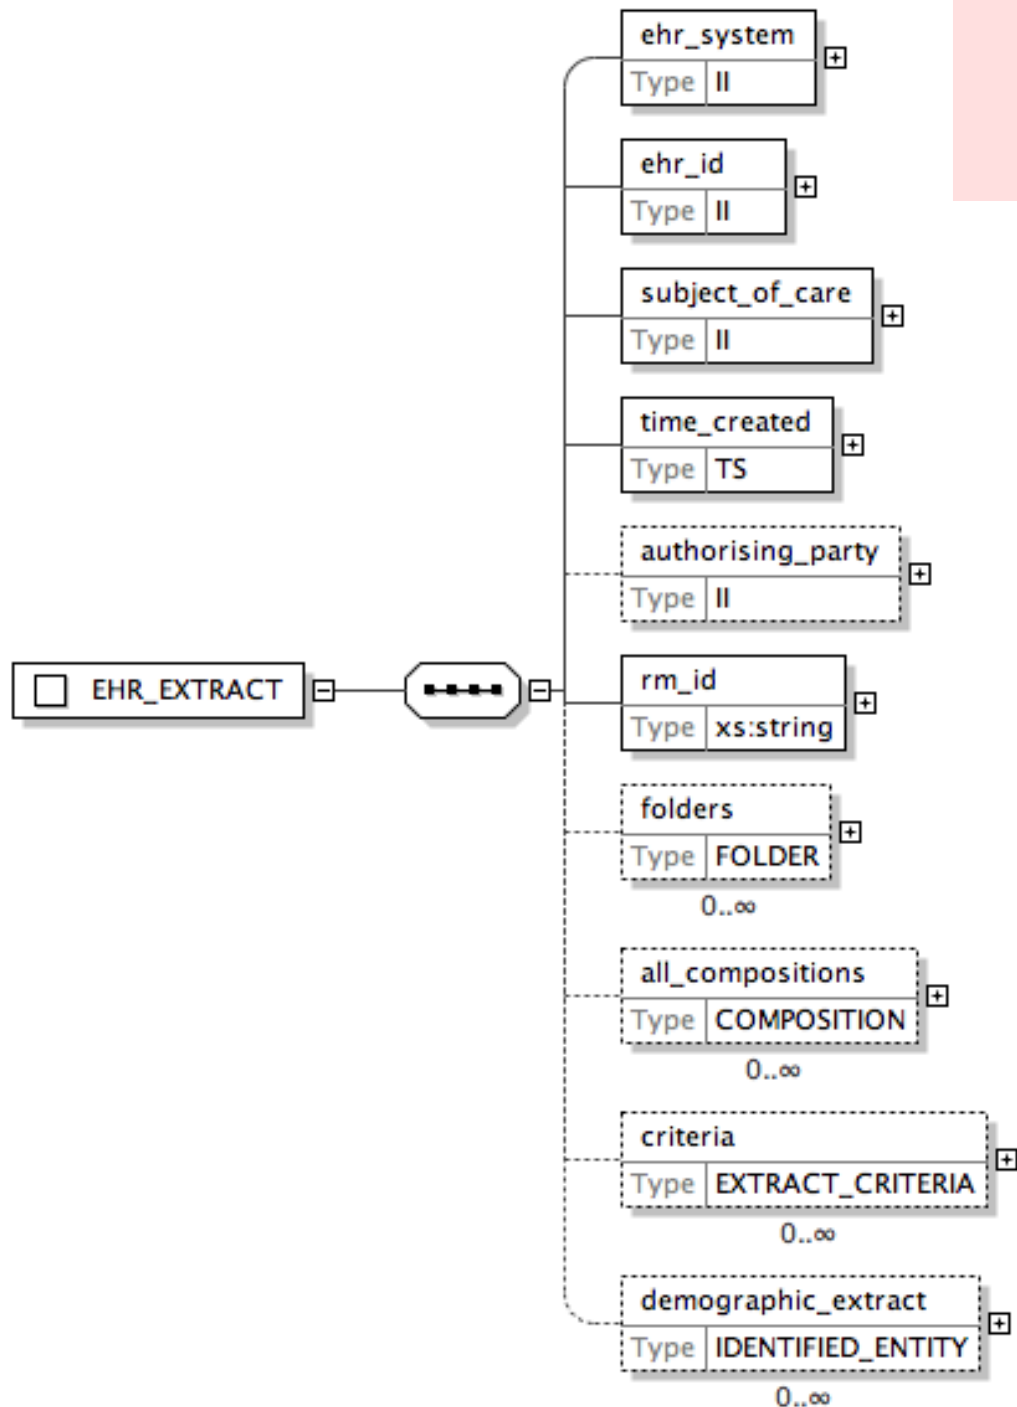 ehr_system
Type II
ehr_id
Type II
subject_of_care
Type II
time_created
Type TS
authorising_party
Type II
EHR_EXTRACT
rm_id
Type xs:string
folders
Type FOLDER
0..∞
all_compositions
Type COMPOSITION
0..∞
criteria
Type EXTRACT_CRITERIA
0..∞
demographic_extract
Type IDENTIFIED_ENTITY
0..∞